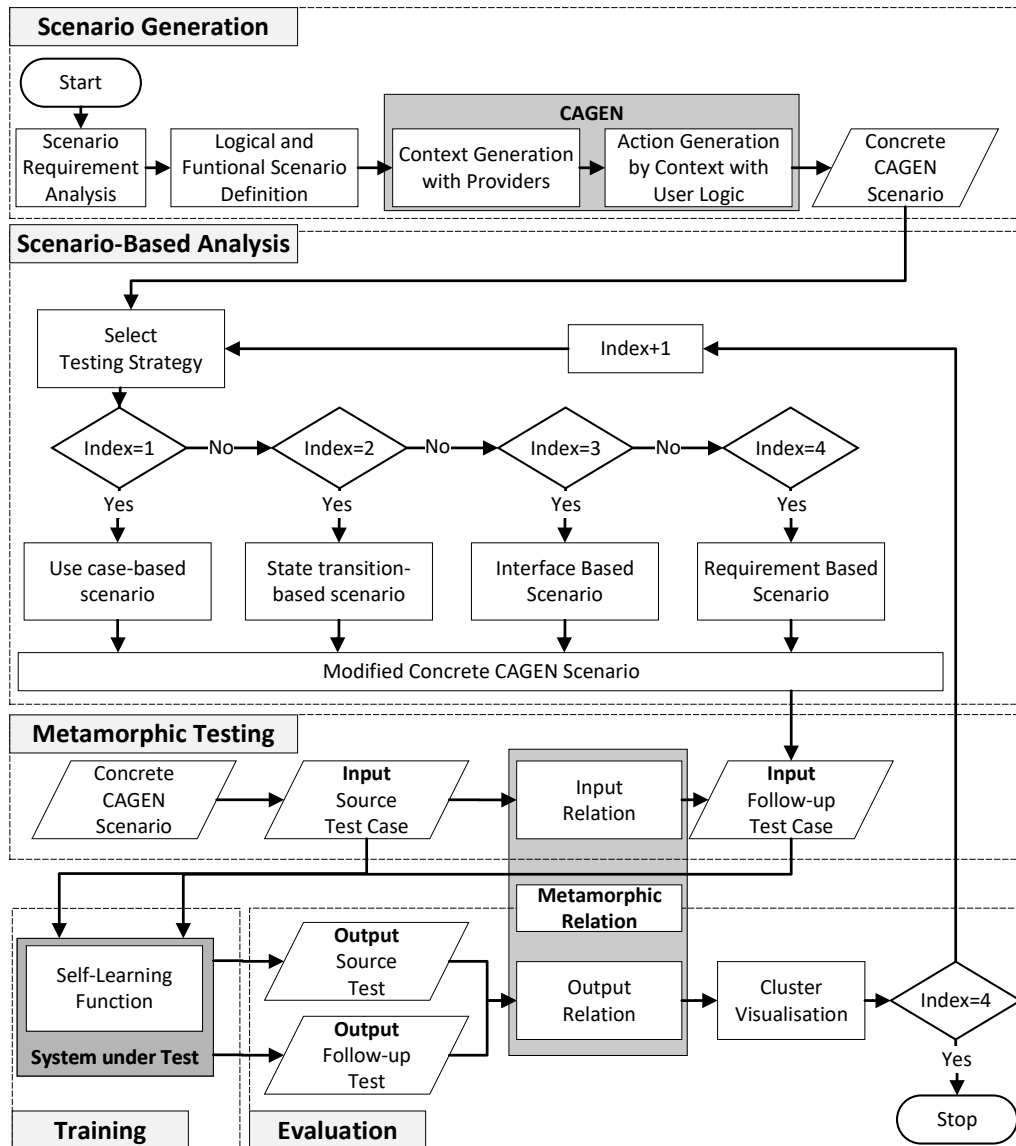 Scenario Generation
Start
CAGEN
Scenario
Requirement
Analysis
Logical and
Funtional Scenario
Definition
Context Generation
with Providers
Action Generation
by Context with
User Logic
Concrete
CAGEN
Scenario
Scenario-Based Analysis
Select
Testing Strategy
Index+1
Index=1
No
Index=2
No
Index=3
No
Index=4
Yes
Yes
Yes
Yes
Use case-based
scenario
State transition-
based scenario
Interface Based
Scenario
Requirement Based
Scenario
Modified Concrete CAGEN Scenario
Metamorphic Testing
Concrete
CAGEN
Scenario
Input
Source
Test Case
Input
Relation
Input
Follow-up
Test Case
Metamorphic
Relation
Self-Learning
Function
System under Test
Output
Source
Test
Output
Follow-up
Test
Output
Relation
Cluster
Visualisation
Index=4
Yes
Stop
Training
Evaluation